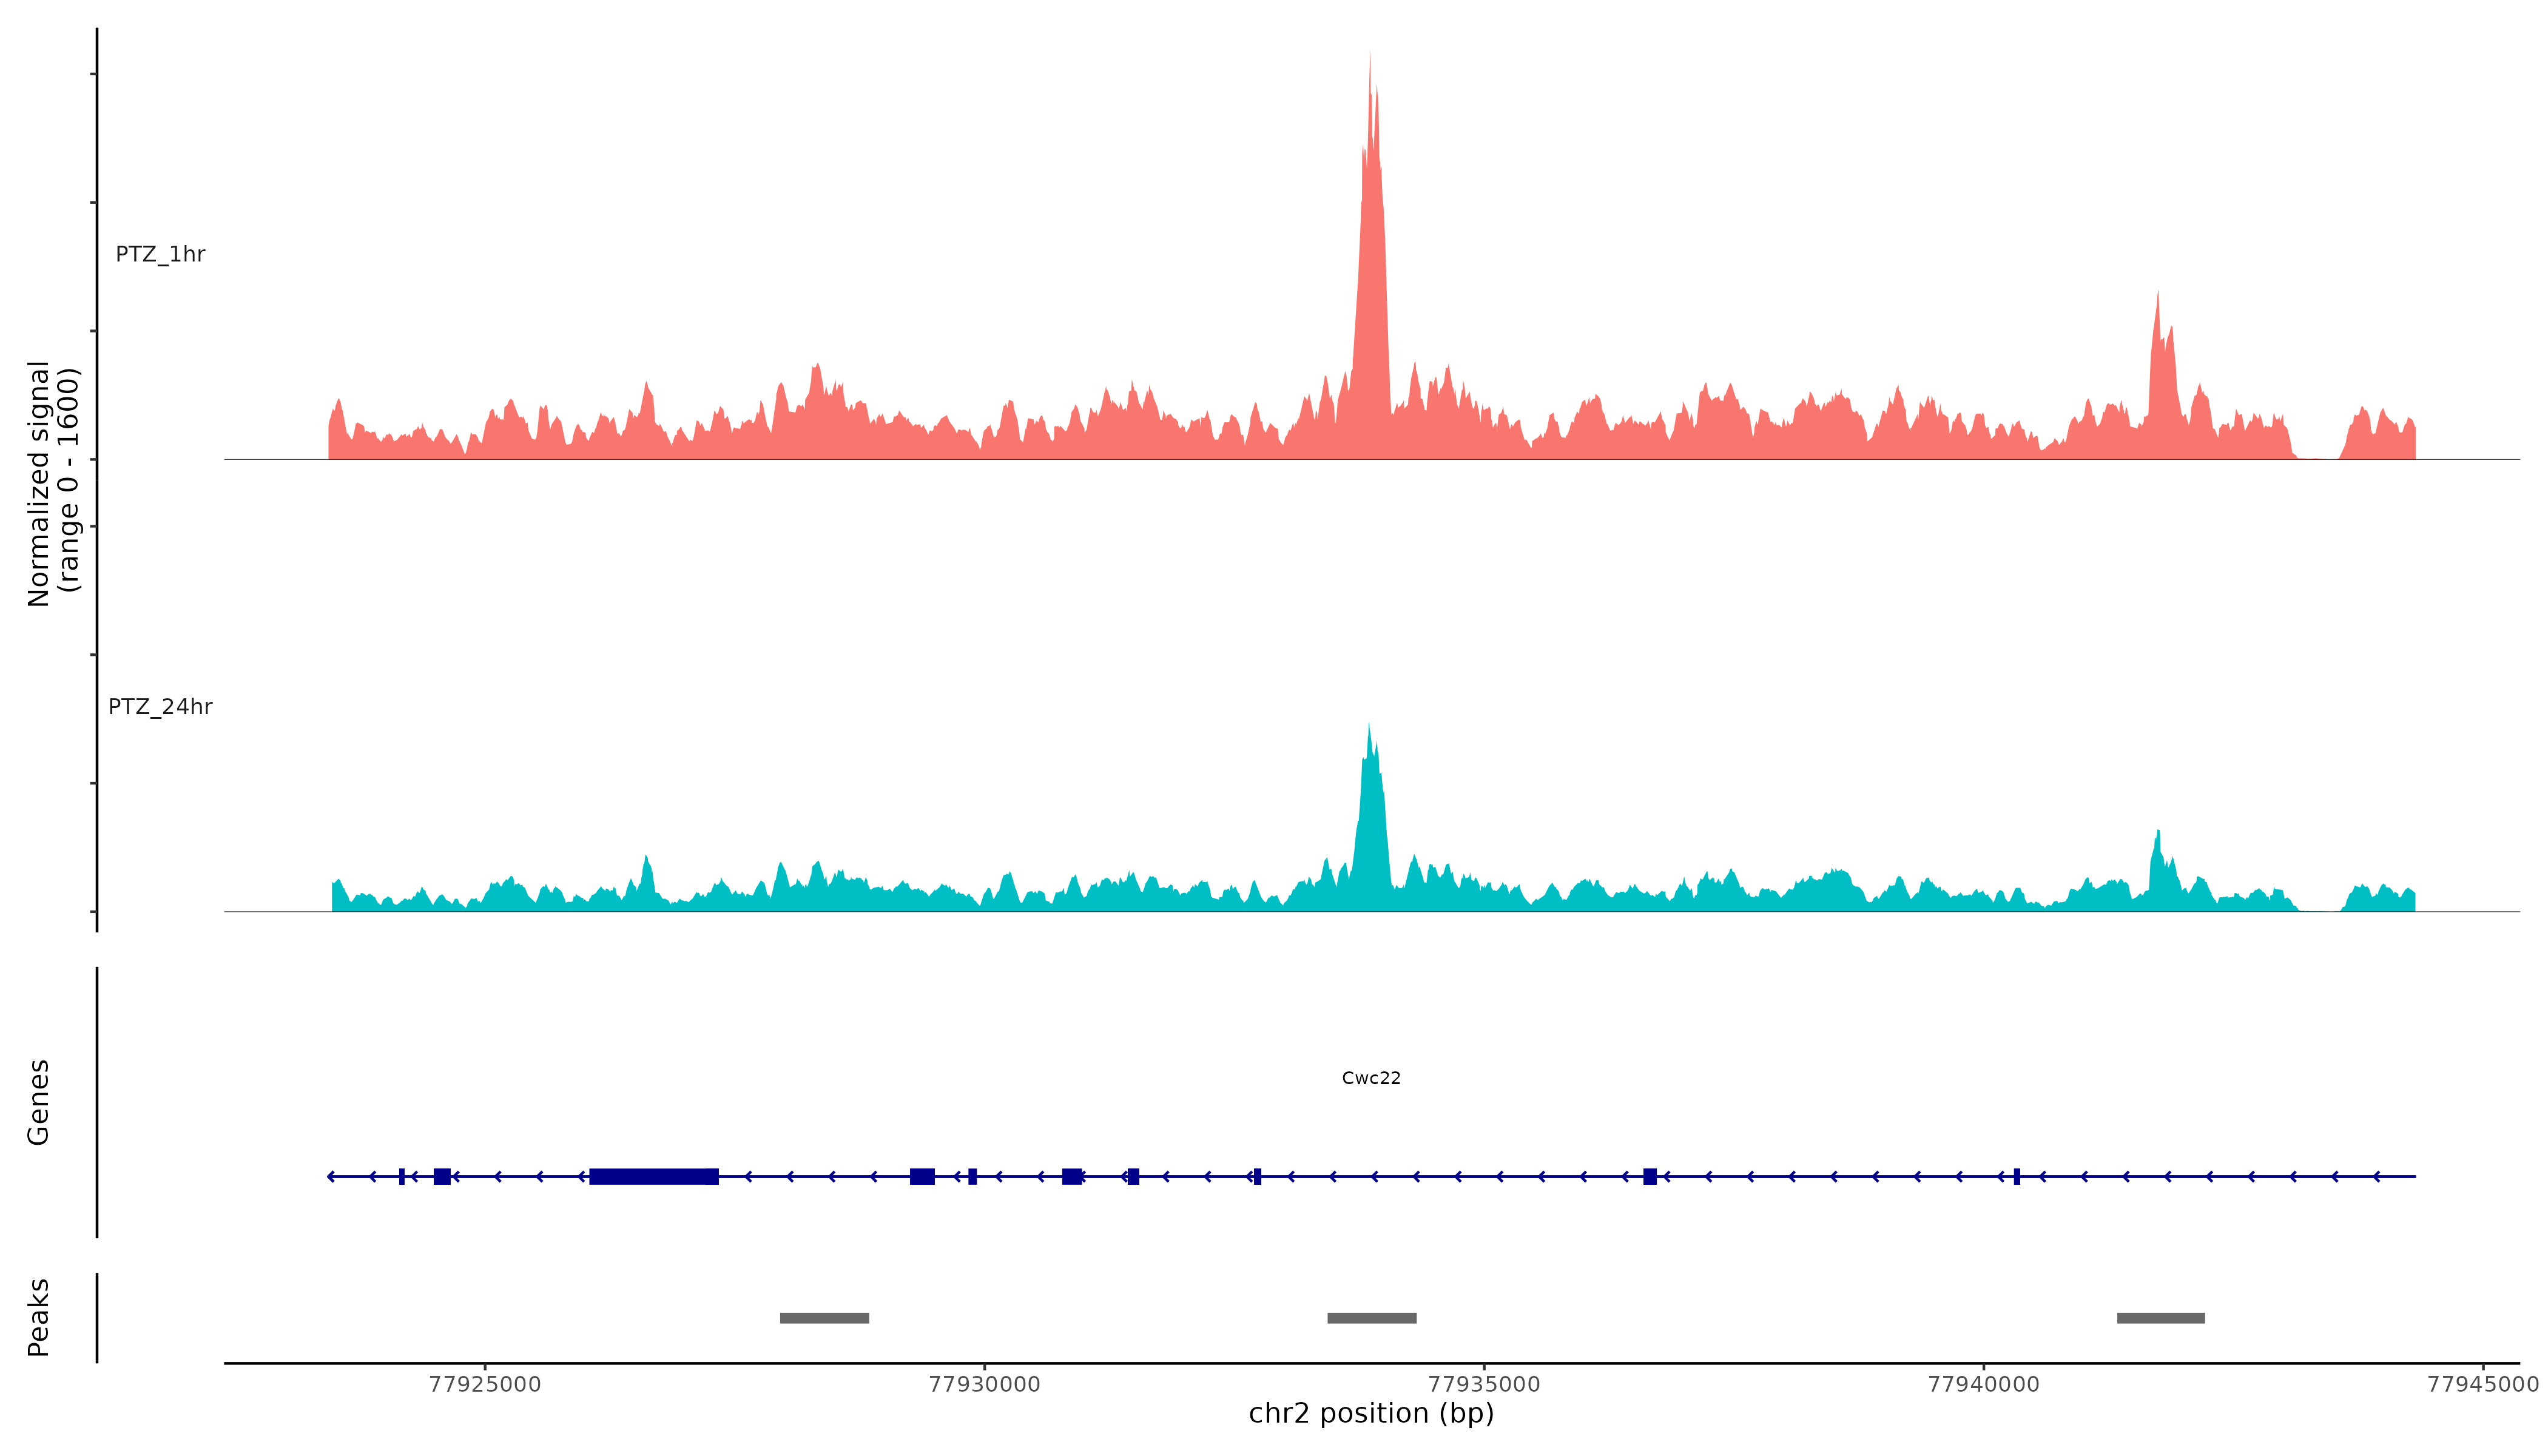 PTZ_1hr
Normalized signal
(range 0 - 1600)
PTZ_24hr
Genes
Cwc22
Peaks
77925000
77930000
77935000
77940000
77945000
chr2 position (bp)